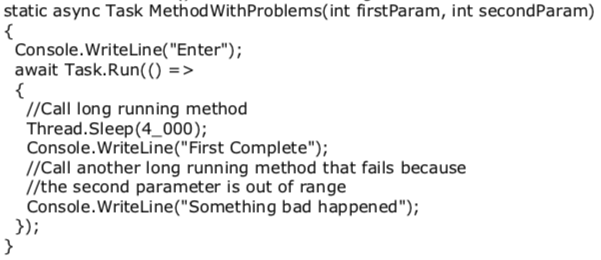 static async Task MethodWithProblems(int firstParam, int secondParam)
{
  Console.WriteLine("Enter");
  await Task.Run(() =>
  {
    //Call long running method
    Thread.Sleep(4_000);
    Console.WriteLine("First Complete");
    //Call another long running method that fails because
    //the second parameter is out of range
    Console.WriteLine("Something bad happened");
  });
}